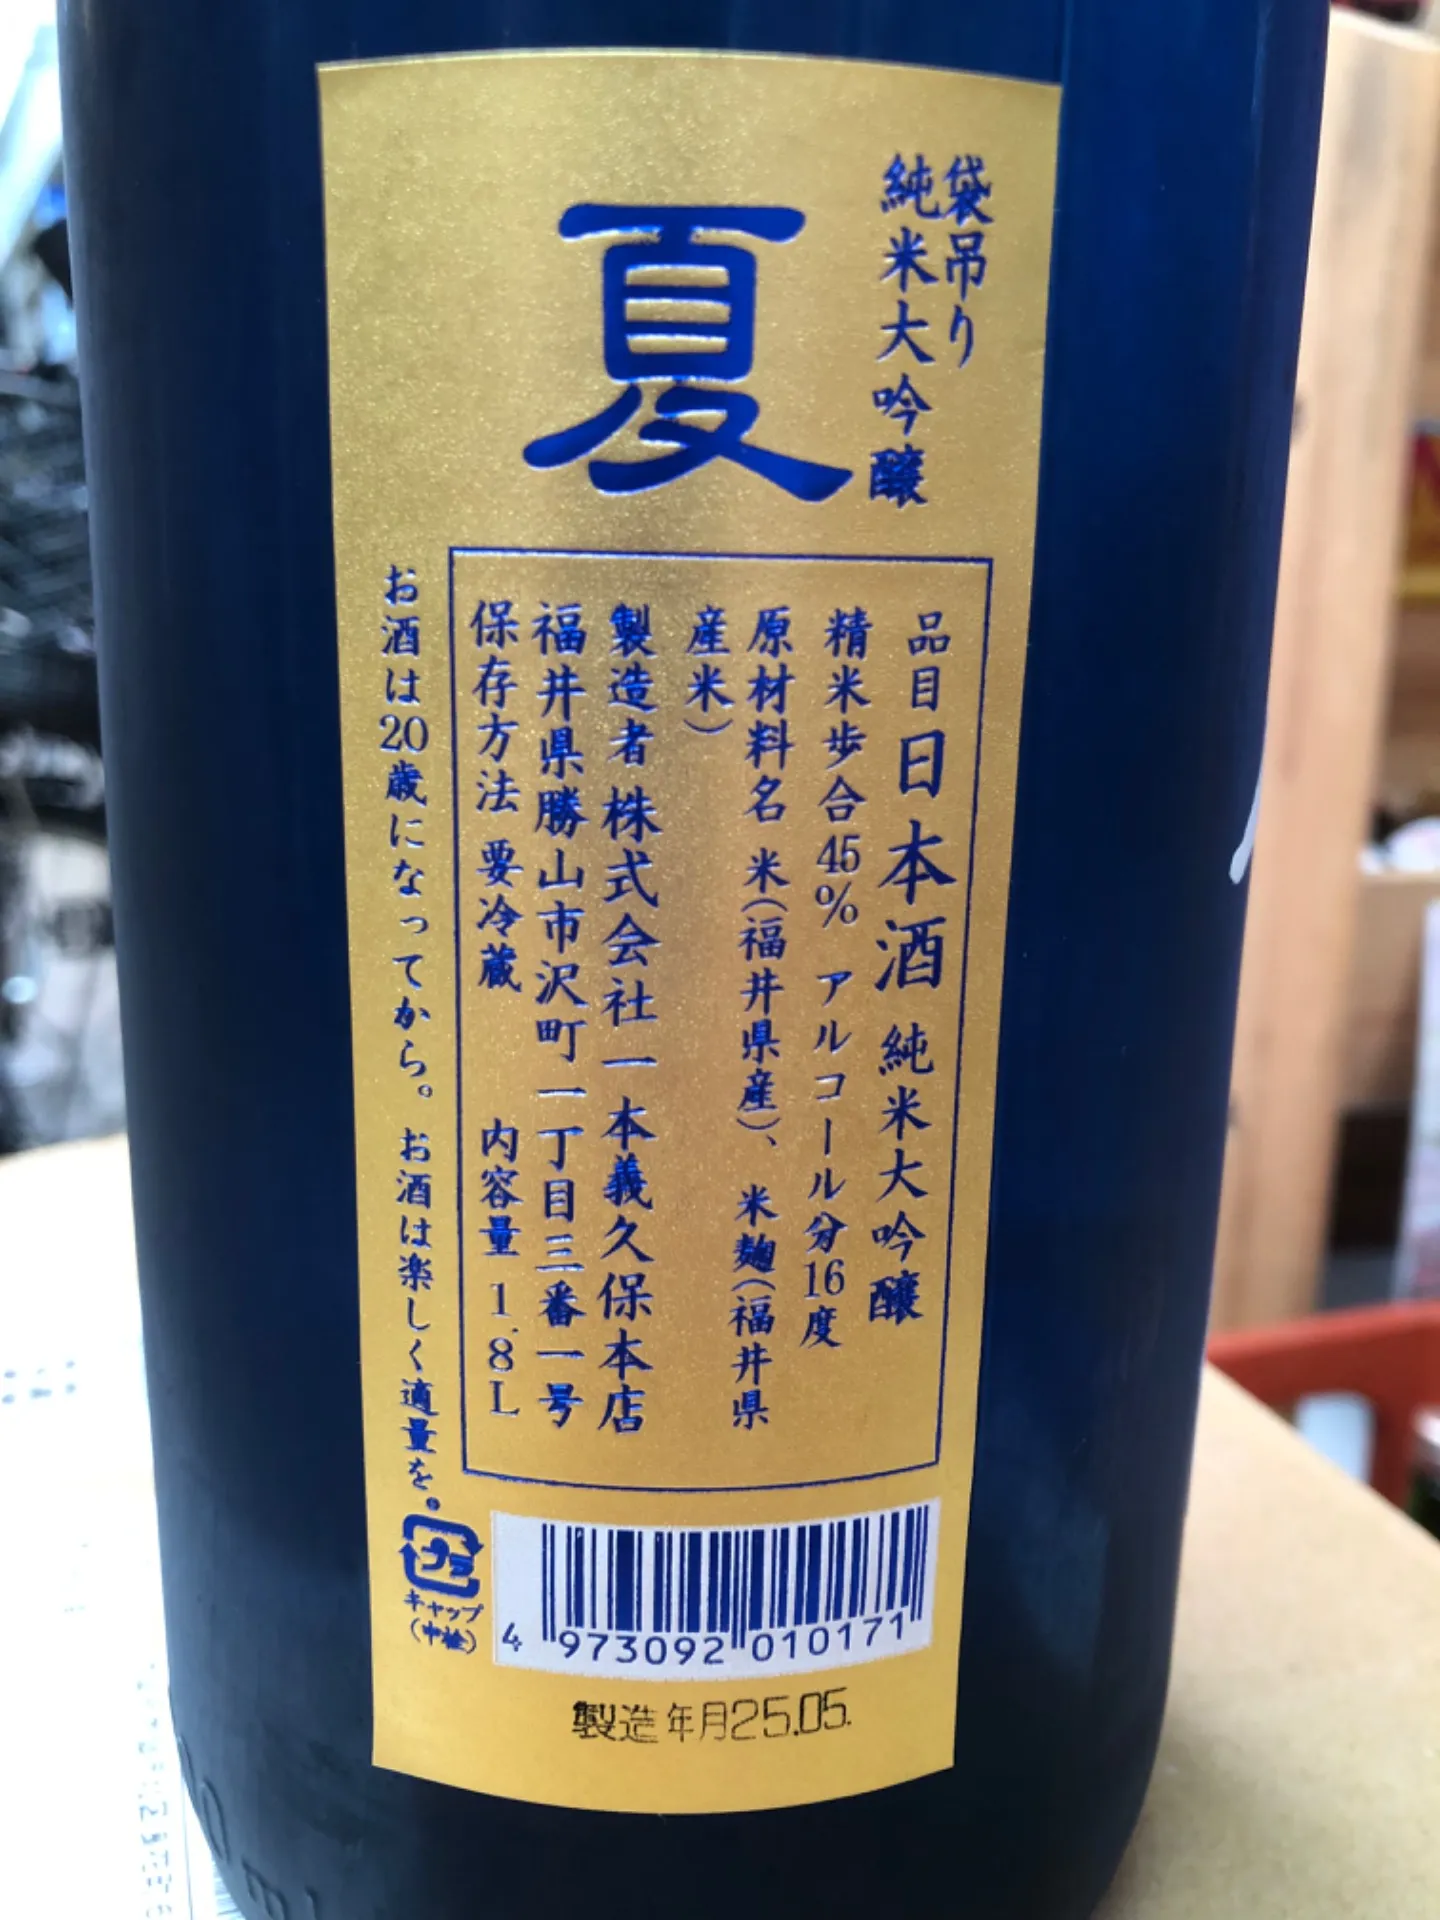 袋吊り
純米大吟醸
夏
品目 日本酒 純米大吟醸
精米歩合45% アルコール分16度
原材料名 米(福井県産)、米麹(福井県
産米)
製造者 株式会社一本義久保本店
福井県勝山市沢町一丁目三番一号
保存方法 要冷蔵 内容量 1.8L
お酒は20歳になってから。お酒は楽しく適量を。
プラ
キャップ
(中栓)
4 973092 010171
製造年月25.05.